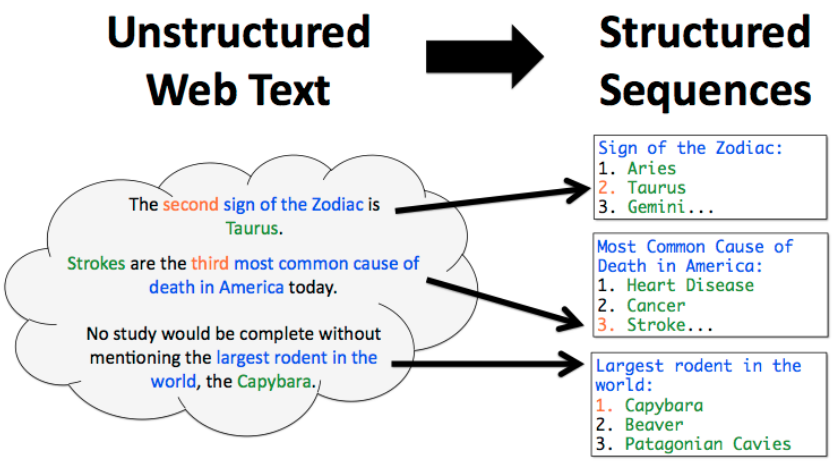 Unstructured
Web Text
Structured
Sequences
The second sign of the Zodiac is
Taurus.
Strokes are the third most common cause of
death in America today.
No study would be complete without
mentioning the largest rodent in the
world, the Capybara.
Sign of the Zodiac:
1. Aries
2. Taurus
3. Gemini...
Most Common Cause of
Death in America:
1. Heart Disease
2. Cancer
3. Stroke...
Largest rodent in the
world:
1. Capybara
2. Beaver
3. Patagonian Cavies